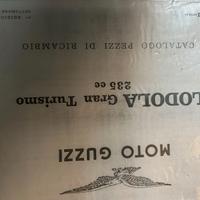 MOTO GUZZI
LODOLA Gran Turismo
235 cc
CATALOGO PEZZI DI RICAMBIO